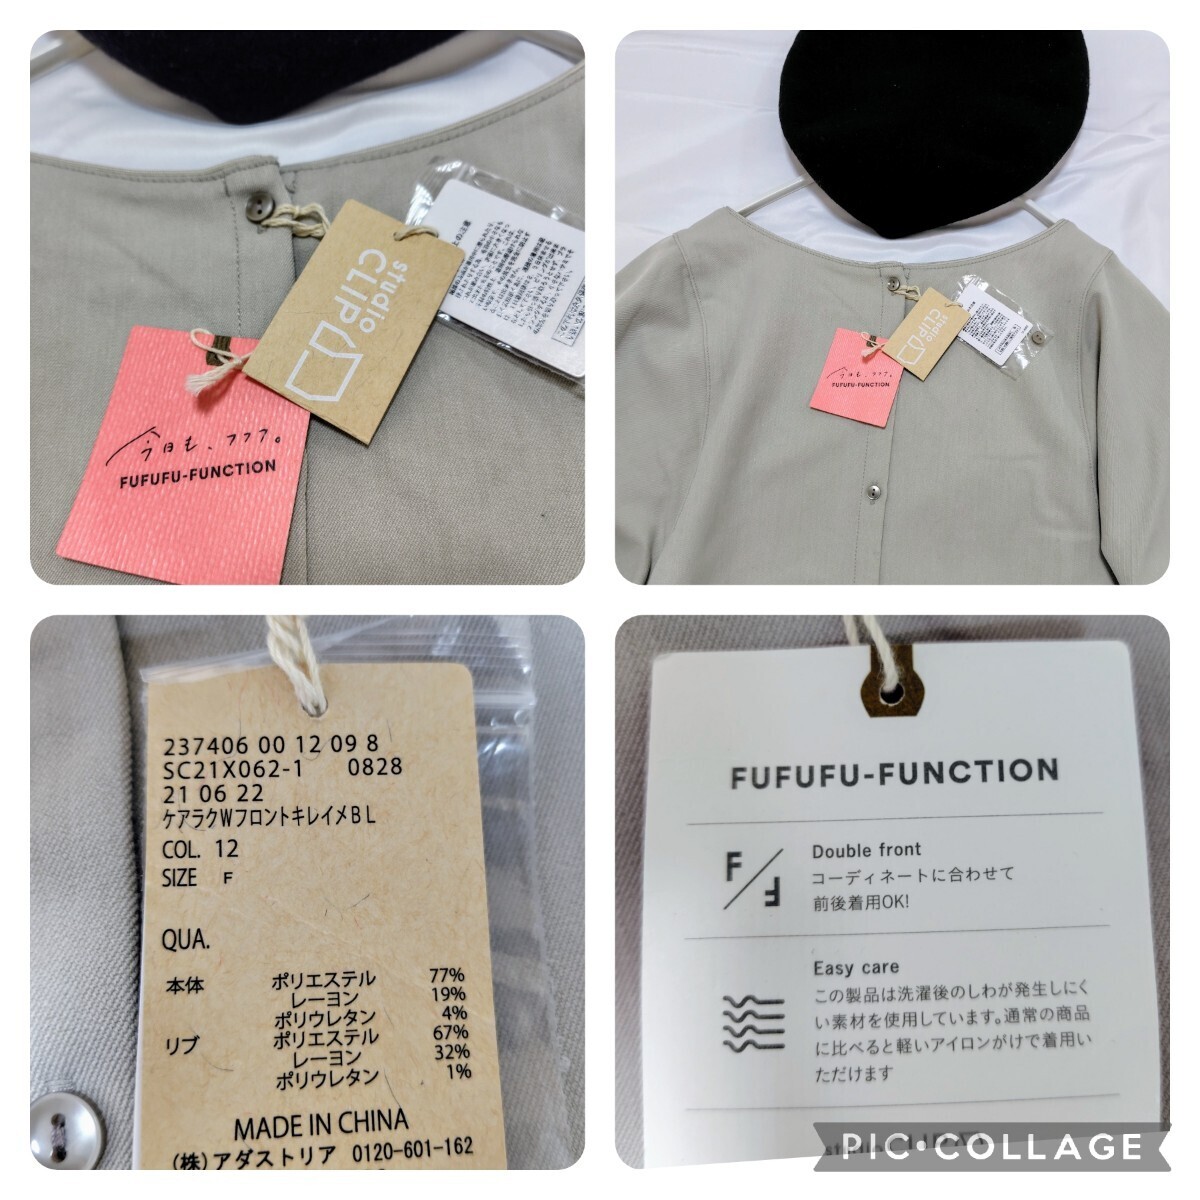 studio
CLIP
今日も、フフフ。
FUFUFU-FUNCTION
studio
CLIP
今日も、フフフ。
FUFUFU-FUNCTION
237406 00 12 09 8
SC21X062-1 0828
21 06 22
ケアラクWフロントキレイメBL
COL. 12
SIZE F
QUA.
本体 ポリエステル 77%
レーヨン 19%
ポリウレタン 4%
リブ ポリエステル 67%
レーヨン 32%
ポリウレタン 1%
MADE IN CHINA
(株)アダストリア 0120-601-162
FUFUFU-FUNCTION
F/F
Double front
コーディネートに合わせて
前後着用OK!
Easy care
この製品は洗濯後のしわが発生しにく
い素材を使用しています。通常の商品
に比べると軽いアイロンがけで着用い
ただけます
PIC•COLLAGE